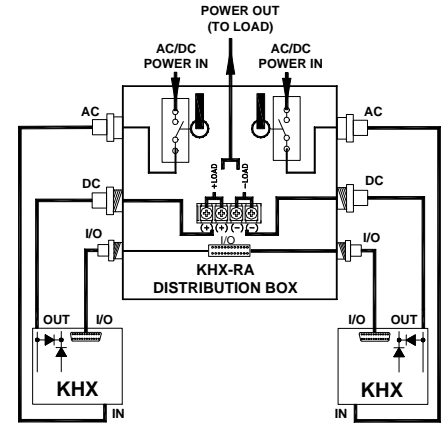 POWER OUT
(TO LOAD)
AC/DC
POWER IN
AC/DC
POWER IN
AC
AC
+LOAD
-LOAD
DC
DC
(+) (+) (-) (-)
I/O
I/O
I/O
KHX-RA
DISTRIBUTION BOX
OUT
I/O
I/O
OUT
KHX
KHX
IN
IN